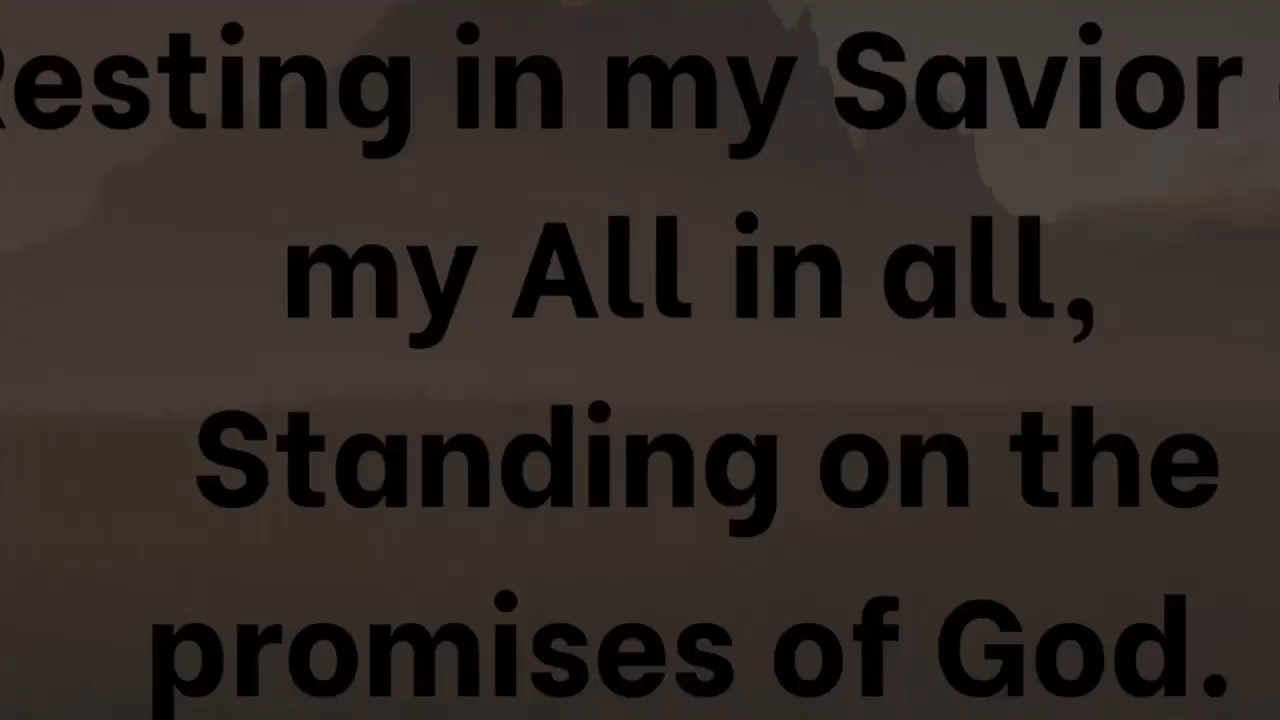 Resting in my Savior
my All in all,
Standing on the
promises of God.